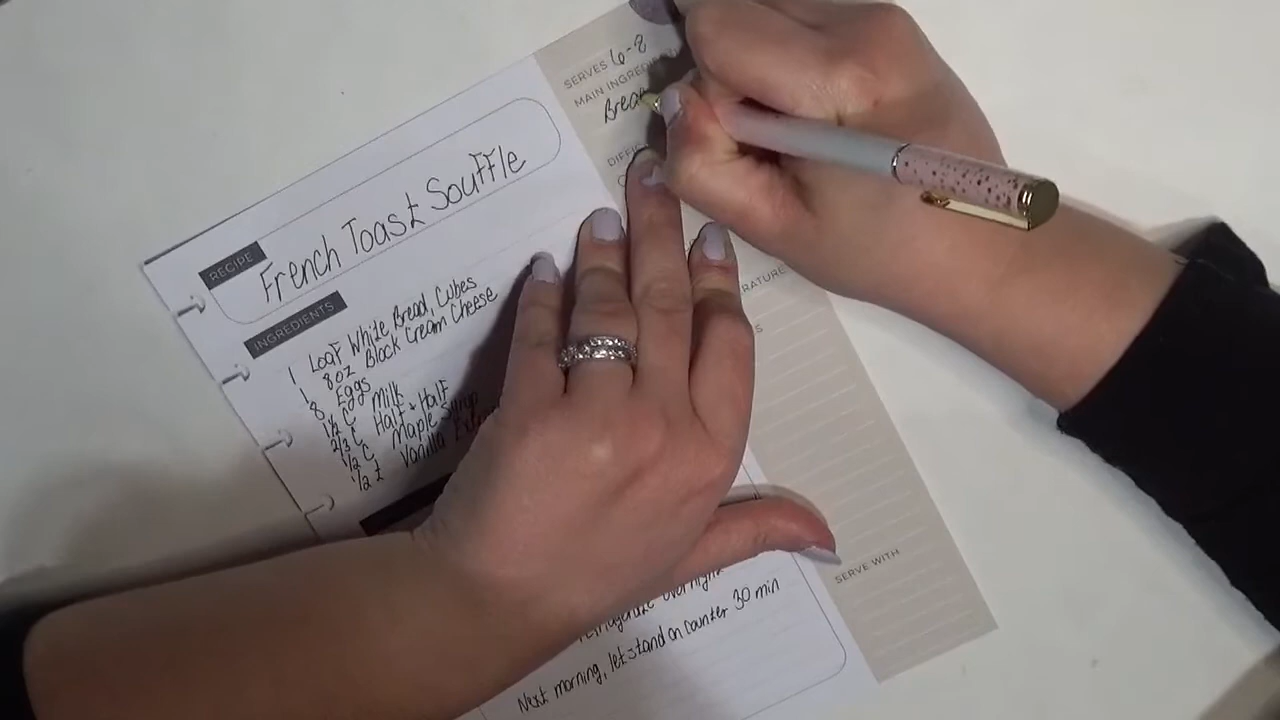 RECIPE
French Toast Souffle
INGREDIENTS
1 Loaf White Bread, Cubes
1 8oz Block Cream Cheese
8 Eggs
1 1/2 C Milk
2/3 C Half + Half
1/2 C Maple Syrup
1/2 t Vanilla
overnight
Next morning, let stand on counter 30 min
SERVES 6-8
MAIN
Brea
SERVE WITH